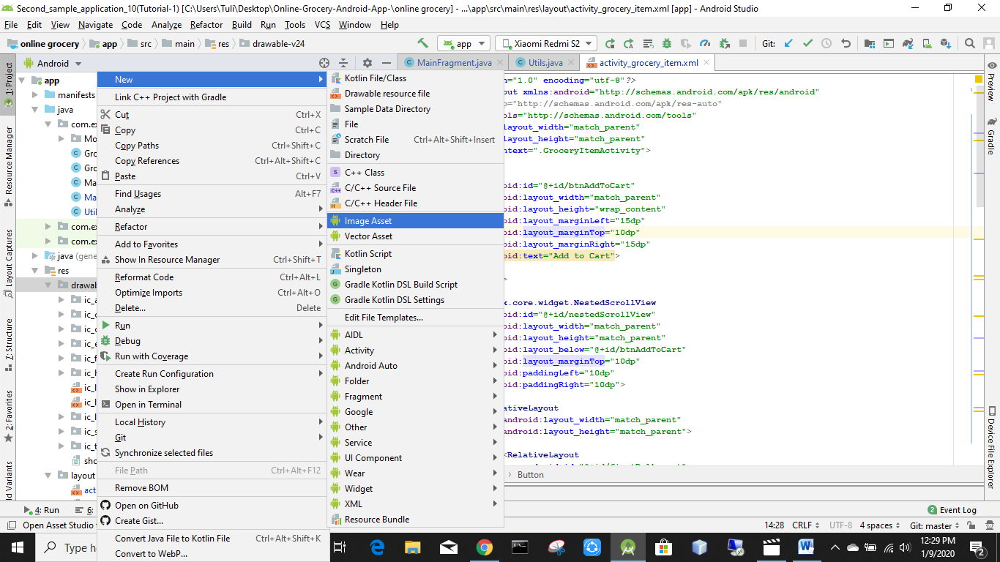 Second_sample_application_10(Tutorial-1) [C:\Users\Tuli\Desktop\Online-Grocery-Android-App-\online grocery] - ...\app\src\main\res\layout\activity_grocery_item.xml [app] - Android Studio
File Edit View Navigate Code Analyze Refactor Build Run Tools VCS Window Help
online grocery app src main res drawable-v24 app Xiaomi Redmi S2 Git:
Android MainFragment.java Utils.java activity_grocery_item.xml
1: Project
Resource Manager
Layout Captures
7: Structure
2: Favorites
ld Variants
app
manifests
java
com.ex
Mo
Gro
Gro
Ma
Ma
Util
com.ex
com.ex
java (gene
res
drawab
ic_a
ic_c
ic_c
ic_e
ic_f
ic_h
ic_l
ic_l
ic_l
ic_s
ic_t
sho
layout
act
New
Link C++ Project with Gradle
Cut Ctrl+X
Copy Ctrl+C
Copy Paths Ctrl+Shift+C
Copy References Ctrl+Alt+Shift+C
Paste Ctrl+V
Find Usages Alt+F7
Analyze
Refactor
Add to Favorites
Show In Resource Manager Ctrl+Shift+T
Reformat Code Ctrl+Alt+L
Optimize Imports Ctrl+Alt+O
Delete... Delete
Run
Debug
Run with Coverage
Create Run Configuration
Show in Explorer
Open in Terminal
Local History
Git
Synchronize selected files
File Path Ctrl+Alt+F12
Remove BOM
Open on GitHub
Create Gist...
Convert Java File to Kotlin File Ctrl+Alt+Shift+K
Convert to WebP...
Kotlin File/Class
Drawable resource file
Sample Data Directory
File
Scratch File Ctrl+Alt+Shift+Insert
Directory
C++ Class
C/C++ Source File
C/C++ Header File
Image Asset
Vector Asset
Kotlin Script
Singleton
Gradle Kotlin DSL Build Script
Gradle Kotlin DSL Settings
Edit File Templates...
AIDL
Activity
Android Auto
Folder
Fragment
Google
Other
Service
UI Component
Wear
Widget
XML
Resource Bundle
n="1.0" encoding="utf-8"?>
out xmlns:android="http://schemas.android.com/apk/res/android"
p="http://schemas.android.com/apk/res-auto"
ols="http://schemas.android.com/tools"
layout_width="match_parent"
layout_height="match_parent"
ntext=".GroceryItemActivity">
oid:id="@+id/btnAddToCart"
oid:layout_width="match_parent"
oid:layout_height="wrap_content"
oid:layout_marginLeft="15dp"
oid:layout_marginTop="10dp"
oid:layout_marginRight="15dp"
oid:text="Add to Cart">
>
x.core.widget.NestedScrollView
oid:id="@+id/nestedScrollView"
oid:layout_width="match_parent"
oid:layout_height="match_parent"
oid:layout_below="@+id/btnAddToCart"
oid:layout_marginTop="10dp"
oid:paddingLeft="10dp"
oid:paddingRight="10dp">
ativeLayout
android:layout_width="match_parent"
android:layout_height="match_parent">
<RelativeLayout
Button
Preview
Gradle
Device File Explorer
4: Run 6: 2 Event Log
Open Asset Studio 14:28 CRLF UTF-8 4 spaces Git: master
Type he
12:29 PM
1/9/2020
2